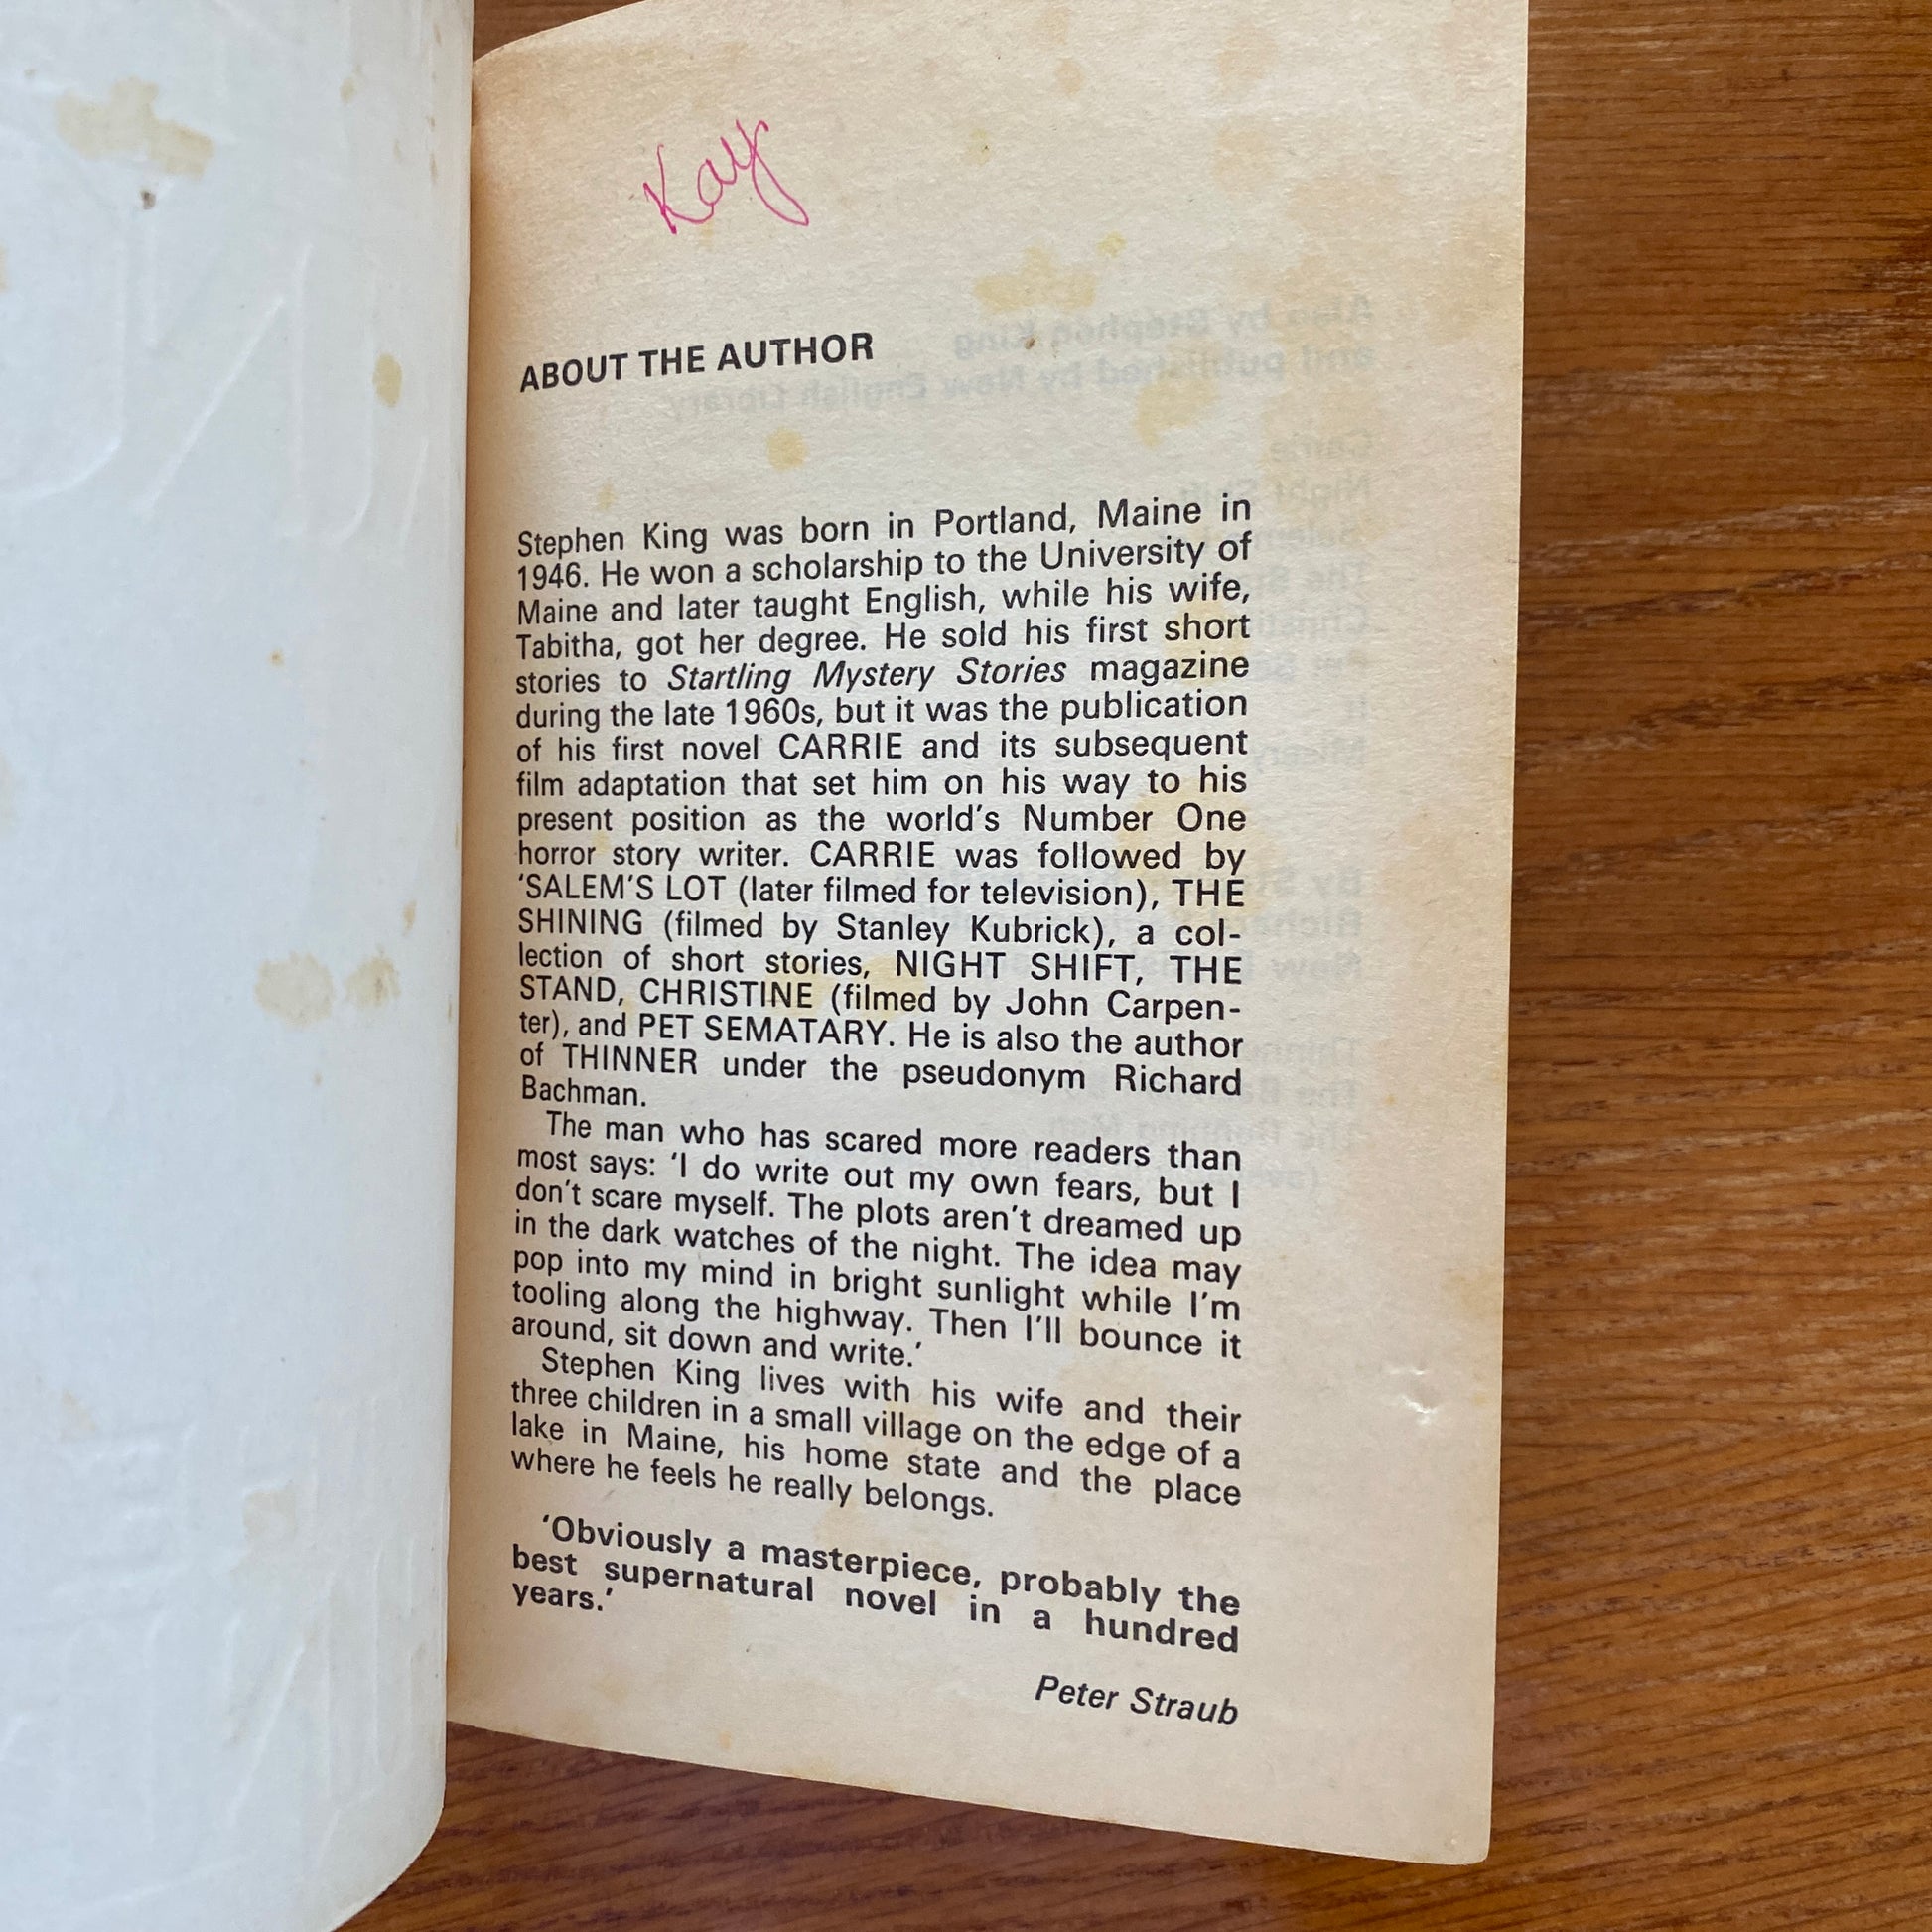 Kay
ABOUT THE AUTHOR
Stephen King was born in Portland, Maine in
1946. He won a scholarship to the University of
Maine and later taught English, while his wife,
Tabitha, got her degree. He sold his first short
stories to Startling Mystery Stories magazine
during the late 1960s, but it was the publication
of his first novel CARRIE and its subsequent
film adaptation that set him on his way to his
present position as the world's Number One
horror story writer. CARRIE was followed by
'SALEM'S LOT (later filmed for television), THE
SHINING (filmed by Stanley Kubrick), a col-
lection of short stories, NIGHT SHIFT, THE
STAND, CHRISTINE (filmed by John Carpen-
ter), and PET SEMATARY. He is also the author
of THINNER under the pseudonym Richard
Bachman.
The man who has scared more readers than
most says: 'I do write out my own fears, but I
don't scare myself. The plots aren't dreamed up
in the dark watches of the night. The idea may
pop into my mind in bright sunlight while I'm
tooling along the highway. Then I'll bounce it
around, sit down and write.'
Stephen King lives with his wife and their
three children in a small village on the edge of a
lake in Maine, his home state and the place
where he feels he really belongs.
'Obviously a masterpiece, probably the
best supernatural novel in a hundred
years.'
Peter Straub